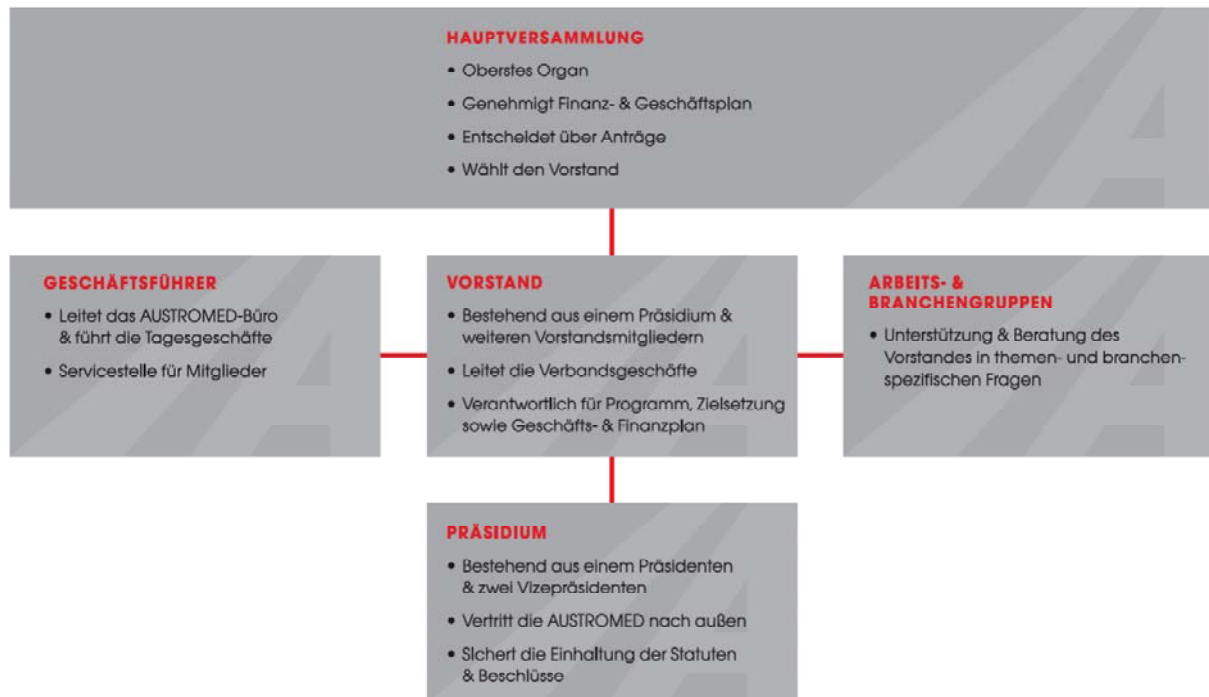 HAUPTVERSAMMLUNG
• Oberstes Organ
• Genehmigt Finanz- & Geschäftsplan
• Entscheidet über Anträge
• Wählt den Vorstand
GESCHÄFTSFÜHRER
• Leitet das AUSTROMED-Büro
& führt die Tagesgeschäfte
• Servicestelle für Mitglieder
VORSTAND
• Bestehend aus einem Präsidium &
weiteren Vorstandsmitgliedern
• Leitet die Verbandsgeschäfte
• Verantwortlich für Programm, Zielsetzung
sowie Geschäfts- & Finanzplan
ARBEITS- &
BRANCHENGRUPPEN
• Unterstützung & Beratung des
Vorstandes in themen- und branchen-
spezifischen Fragen
PRÄSIDIUM
• Bestehend aus einem Präsidenten
& zwei Vizepräsidenten
• Vertritt die AUSTROMED nach außen
• Sichert die Einhaltung der Statuten
& Beschlüsse